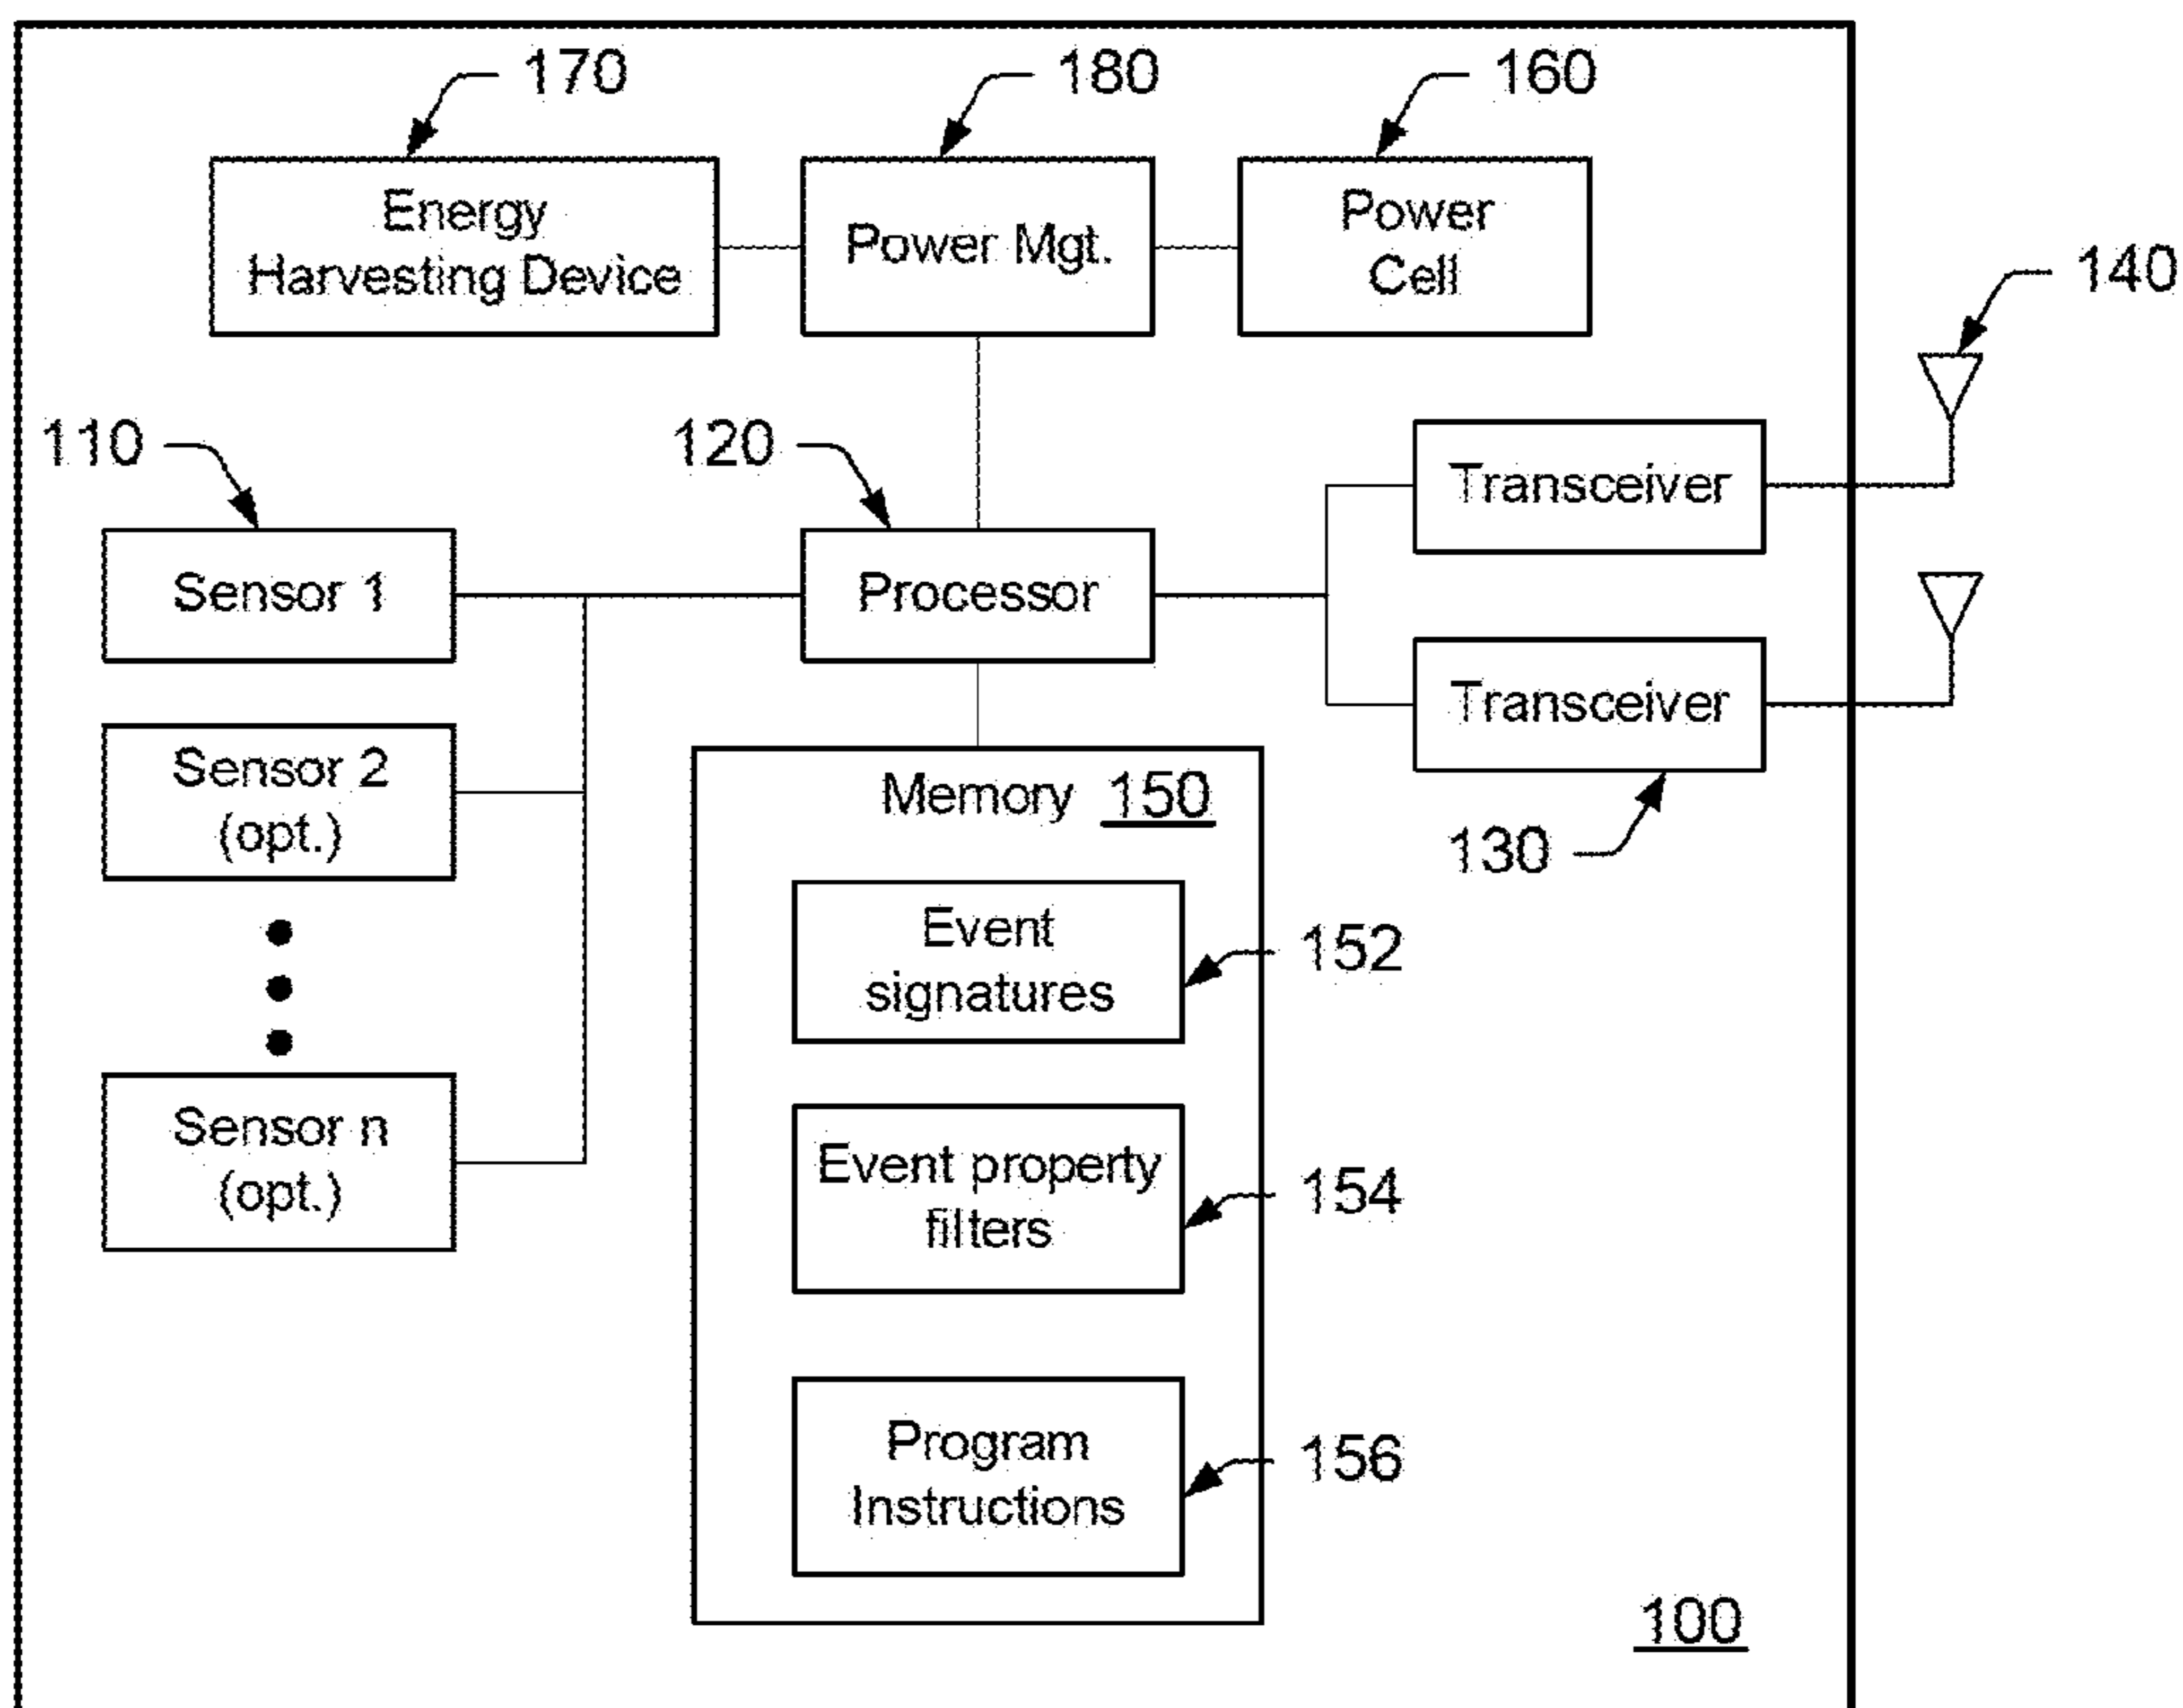 170
180
160
Energy
Harvesting Device
Power Mgt.
Power
Cell
140
110
120
Transceiver
Sensor 1
Processor
Transceiver
Sensor 2
(opt.)
Memory 150
130
Event
signatures
152
Sensor n
(opt.)
Event property
filters
154
Program
Instructions
156
100